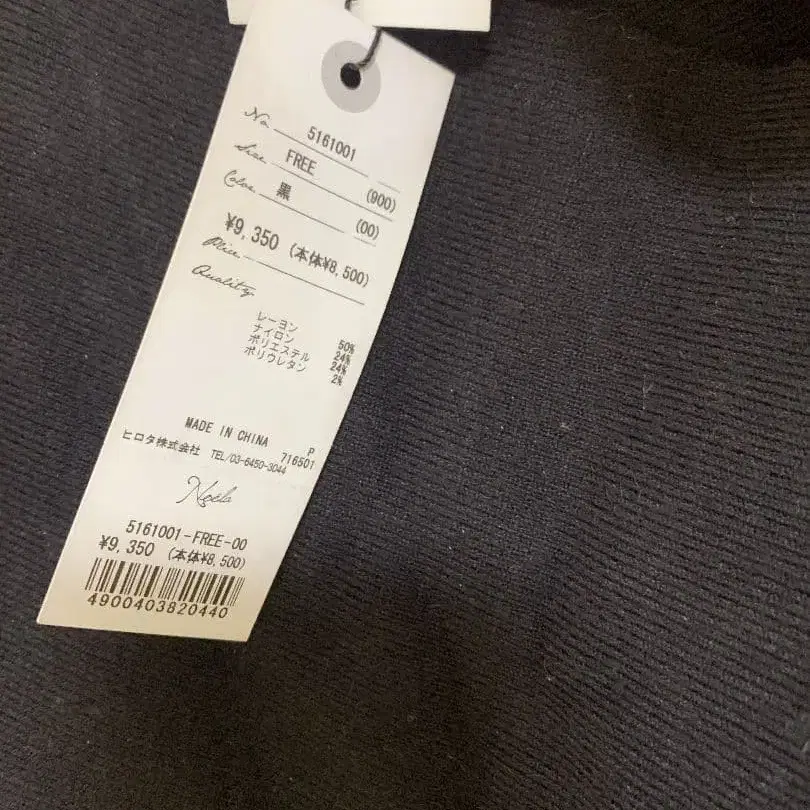 No. 5161001
Size FREE (900)
Color 黒 (00)
¥9,350 (本体¥8,500)
Price
Quality
レーヨン 50%
ナイロン 24%
ポリエステル 24%
ポリウレタン 2%
MADE IN CHINA P
ヒロタ株式会社 TEL/03-6450-3044 716501
Noela
5161001-FREE-00
¥9,350 (本体¥8,500)
4900403820440